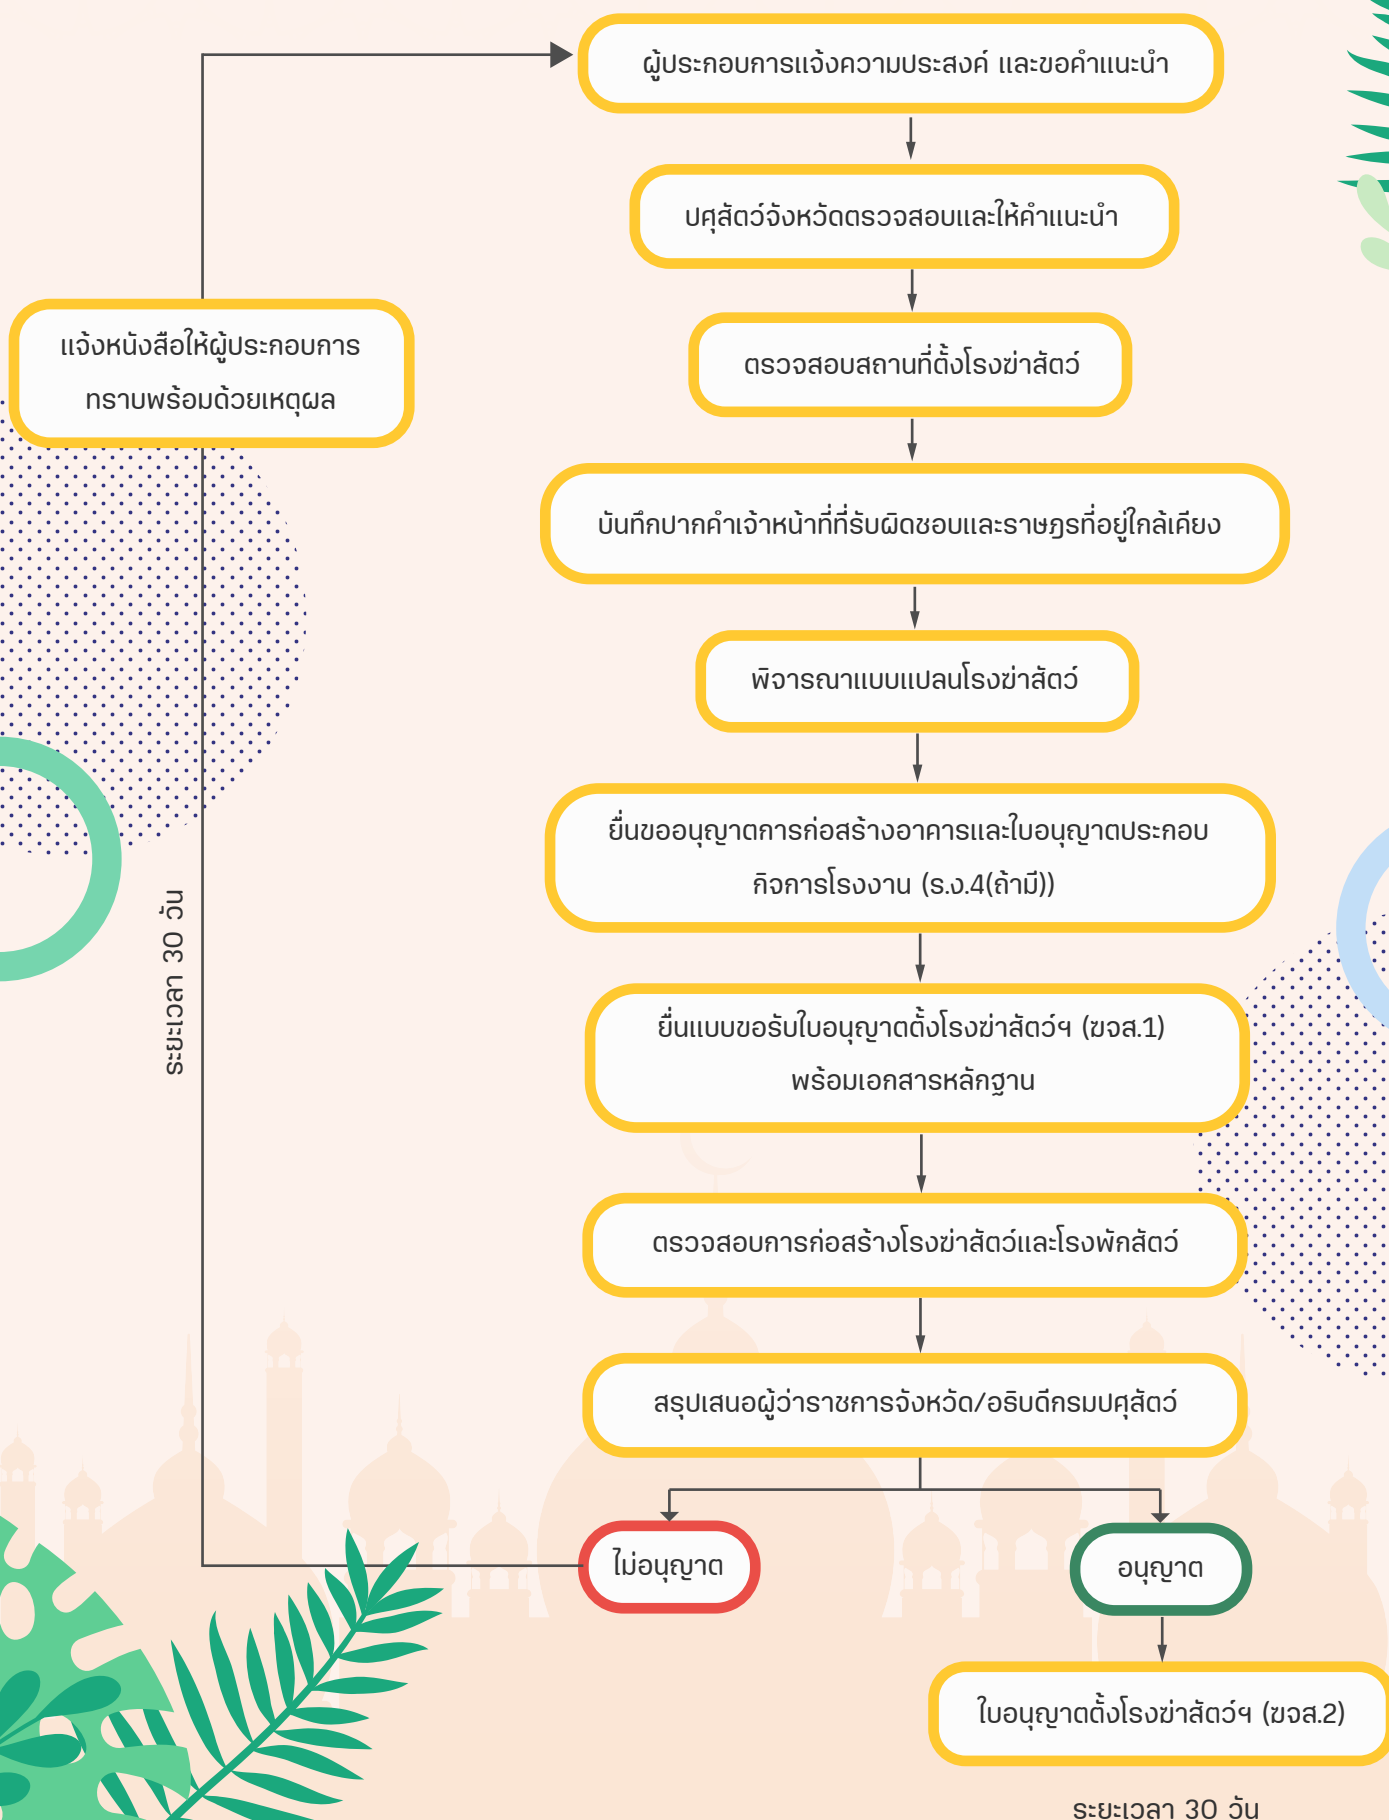 ผู้ประกอบการแจ้งความประสงค์ และขอคำแนะนำ
ปศุสัตว์จังหวัดตรวจสอบและให้คำแนะนำ
ตรวจสอบสถานที่ตั้งโรงฆ่าสัตว์
แจ้งหนังสือให้ผู้ประกอบการ
ทราบพร้อมด้วยเหตุผล
บันทึกปากคำเจ้าหน้าที่ที่รับผิดชอบและราษฎรที่อยู่ใกล้เคียง
พิจารณาแบบแปลนโรงฆ่าสัตว์
ยื่นขออนุญาตการก่อสร้างอาคารและใบอนุญาตประกอบ
กิจการโรงงาน (ร.ง.4(ถ้ามี))
ระยะเวลา 30 วัน
ยื่นแบบขอรับใบอนุญาตตั้งโรงฆ่าสัตว์ฯ (ฆจส.1)
พร้อมเอกสารหลักฐาน
ตรวจสอบการก่อสร้างโรงฆ่าสัตว์และโรงพักสัตว์
สรุปเสนอผู้ว่าราชการจังหวัด/อธิบดีกรมปศุสัตว์
ไม่อนุญาต
อนุญาต
ใบอนุญาตตั้งโรงฆ่าสัตว์ฯ (ฆจส.2)
ระยะเวลา 30 วัน